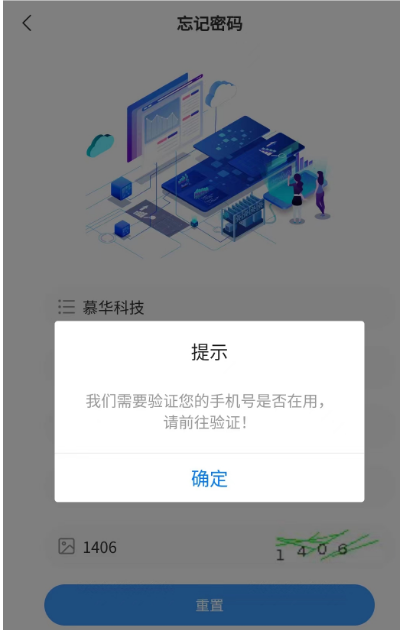 忘记密码
慕华科技
提示
我们需要验证您的手机号是否在用，
请前往验证！
确定
1406
1406
重置